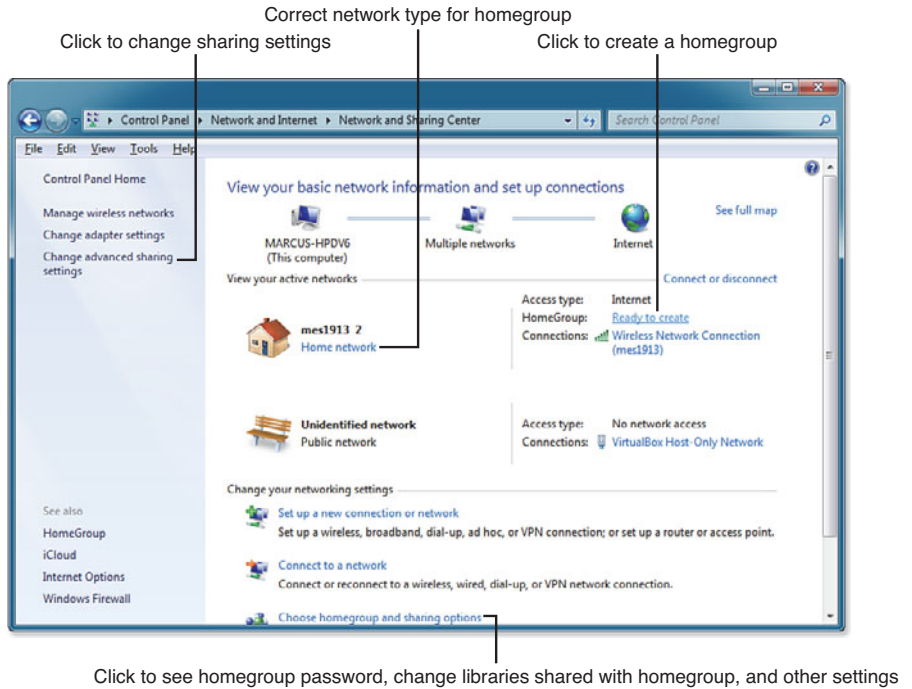 Correct network type for homegroup
Click to change sharing settings
Click to create a homegroup
Control Panel ▸ Network and Internet ▸ Network and Sharing Center
Search Control Panel
File Edit View Tools Help
Control Panel Home
Manage wireless networks
Change adapter settings
Change advanced sharing
settings
See also
HomeGroup
iCloud
Internet Options
Windows Firewall
View your basic network information and set up connections
See full map
MARCUS-HPDV6
(This computer)
Multiple networks
Internet
View your active networks
Connect or disconnect
mes1913 2
Home network
Access type: Internet
HomeGroup: Ready to create
Connections: Wireless Network Connection
(mes1913)
Unidentified network
Public network
Access type: No network access
Connections: VirtualBox Host-Only Network
Change your networking settings
Set up a new connection or network
Set up a wireless, broadband, dial-up, ad hoc, or VPN connection; or set up a router or access point.
Connect to a network
Connect or reconnect to a wireless, wired, dial-up, or VPN network connection.
Choose homegroup and sharing options
Click to see homegroup password, change libraries shared with homegroup, and other settings